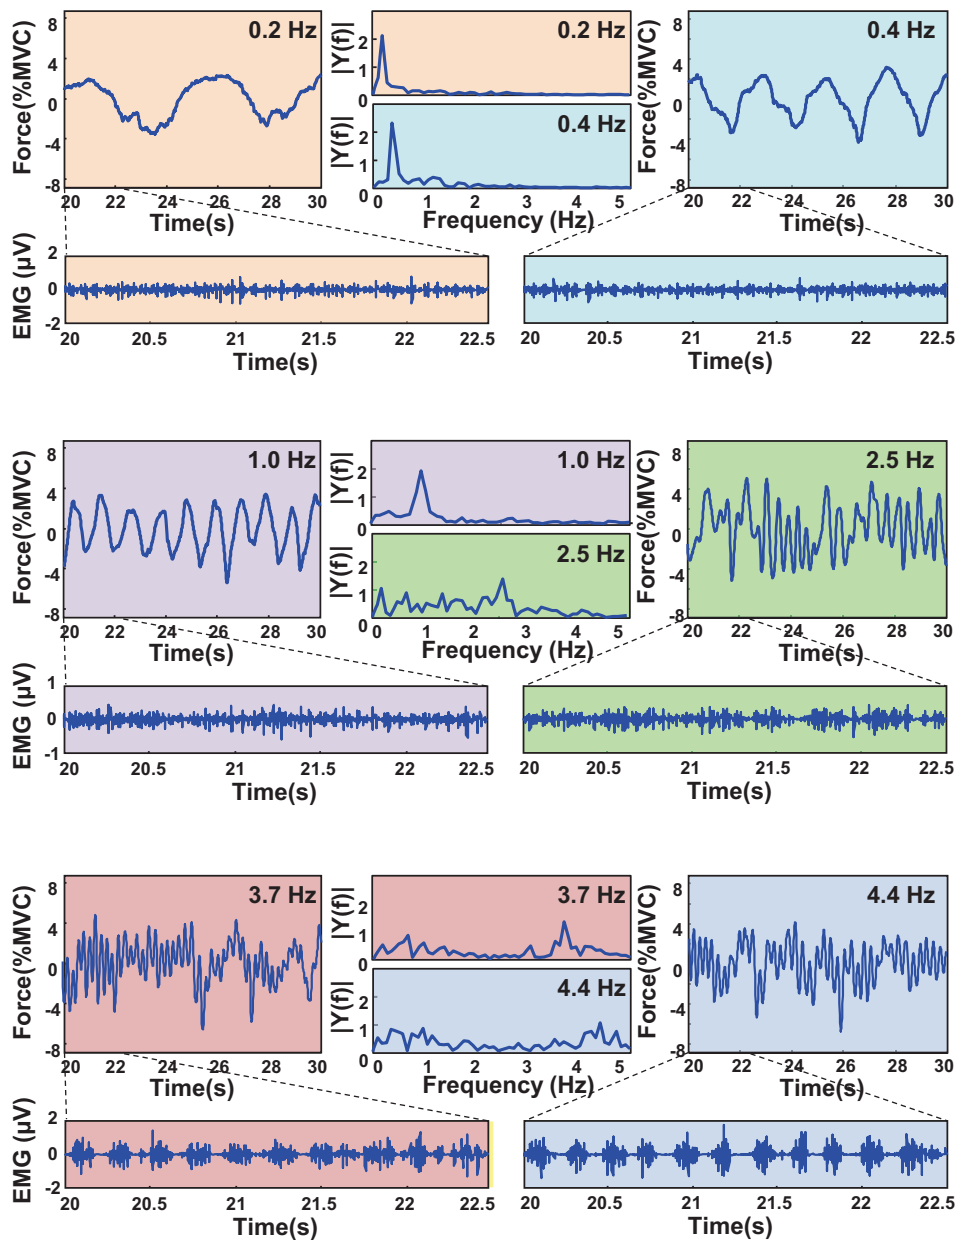 Force(%MVC)
8
4
0
-4
-8
0.2 Hz
20 22 24 26 28 30
Time(s)
|Y(f)|
2
1
0
0.2 Hz
|Y(f)|
2
1
0
0.4 Hz
0 1 2 3 4 5
Frequency (Hz)
Force(%MVC)
8
4
0
-4
-8
0.4 Hz
20 22 24 26 28 30
Time(s)
EMG (µV)
2
0
-2
20 20.5 21 21.5 22 22.5
Time(s)
20 20.5 21 21.5 22 22.5
Time(s)
Force(%MVC)
8
4
0
-4
-8
1.0 Hz
20 22 24 26 28 30
Time(s)
|Y(f)|
2
1
0
1.0 Hz
|Y(f)|
2
1
0
2.5 Hz
0 1 2 3 4 5
Frequency (Hz)
Force(%MVC)
8
4
0
-4
-8
2.5 Hz
20 22 24 26 28 30
Time(s)
EMG (µV)
1
0
-1
20 20.5 21 21.5 22 22.5
Time(s)
20 20.5 21 21.5 22 22.5
Time(s)
Force(%MVC)
8
4
0
-4
-8
3.7 Hz
20 22 24 26 28 30
Time(s)
|Y(f)|
2
1
0
3.7 Hz
|Y(f)|
2
1
0
4.4 Hz
0 1 2 3 4 5
Frequency (Hz)
Force(%MVC)
8
4
0
-4
-8
4.4 Hz
20 22 24 26 28 30
Time(s)
EMG (µV)
2
0
-2
20 20.5 21 21.5 22 22.5
Time(s)
20 20.5 21 21.5 22 22.5
Time(s)